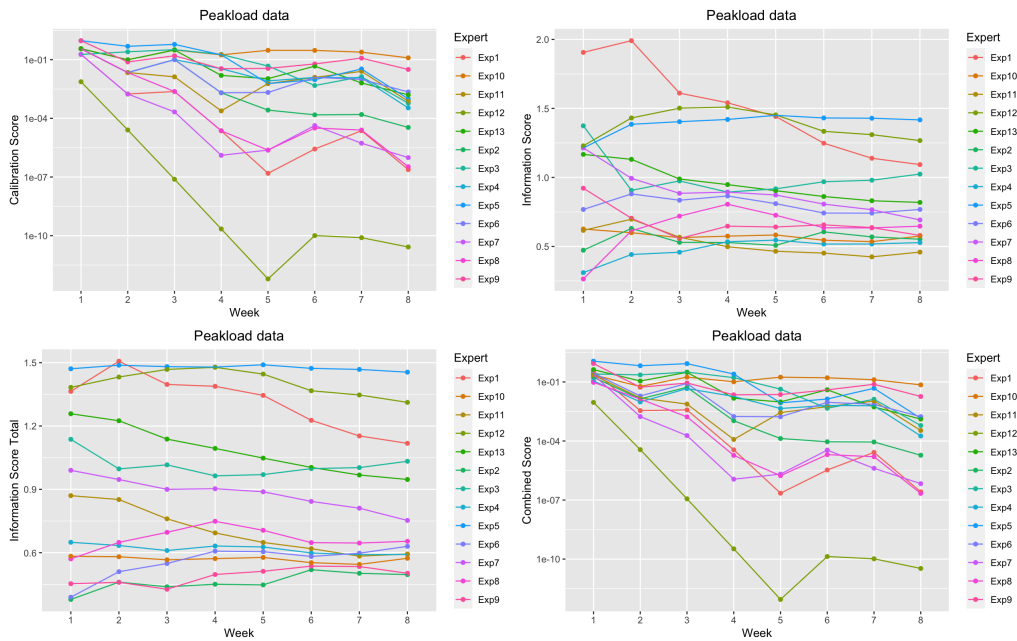 Peakload data
Calibration Score
1e−01
1e−04
1e−07
1e−10
1 2 3 4 5 6 7 8
Week
Expert
Exp1
Exp10
Exp11
Exp12
Exp13
Exp2
Exp3
Exp4
Exp5
Exp6
Exp7
Exp8
Exp9
Peakload data
Information Score
2.0
1.5
1.0
0.5
1 2 3 4 5 6 7 8
Week
Expert
Exp1
Exp10
Exp11
Exp12
Exp13
Exp2
Exp3
Exp4
Exp5
Exp6
Exp7
Exp8
Exp9
Peakload data
Information Score Total
1.5
1.2
0.9
0.6
1 2 3 4 5 6 7 8
Week
Expert
Exp1
Exp10
Exp11
Exp12
Exp13
Exp2
Exp3
Exp4
Exp5
Exp6
Exp7
Exp8
Exp9
Peakload data
Combined Score
1e−01
1e−04
1e−07
1e−10
1 2 3 4 5 6 7 8
Week
Expert
Exp1
Exp10
Exp11
Exp12
Exp13
Exp2
Exp3
Exp4
Exp5
Exp6
Exp7
Exp8
Exp9